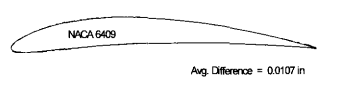 NACA 6409
Avg. Difference = 0.0107 in